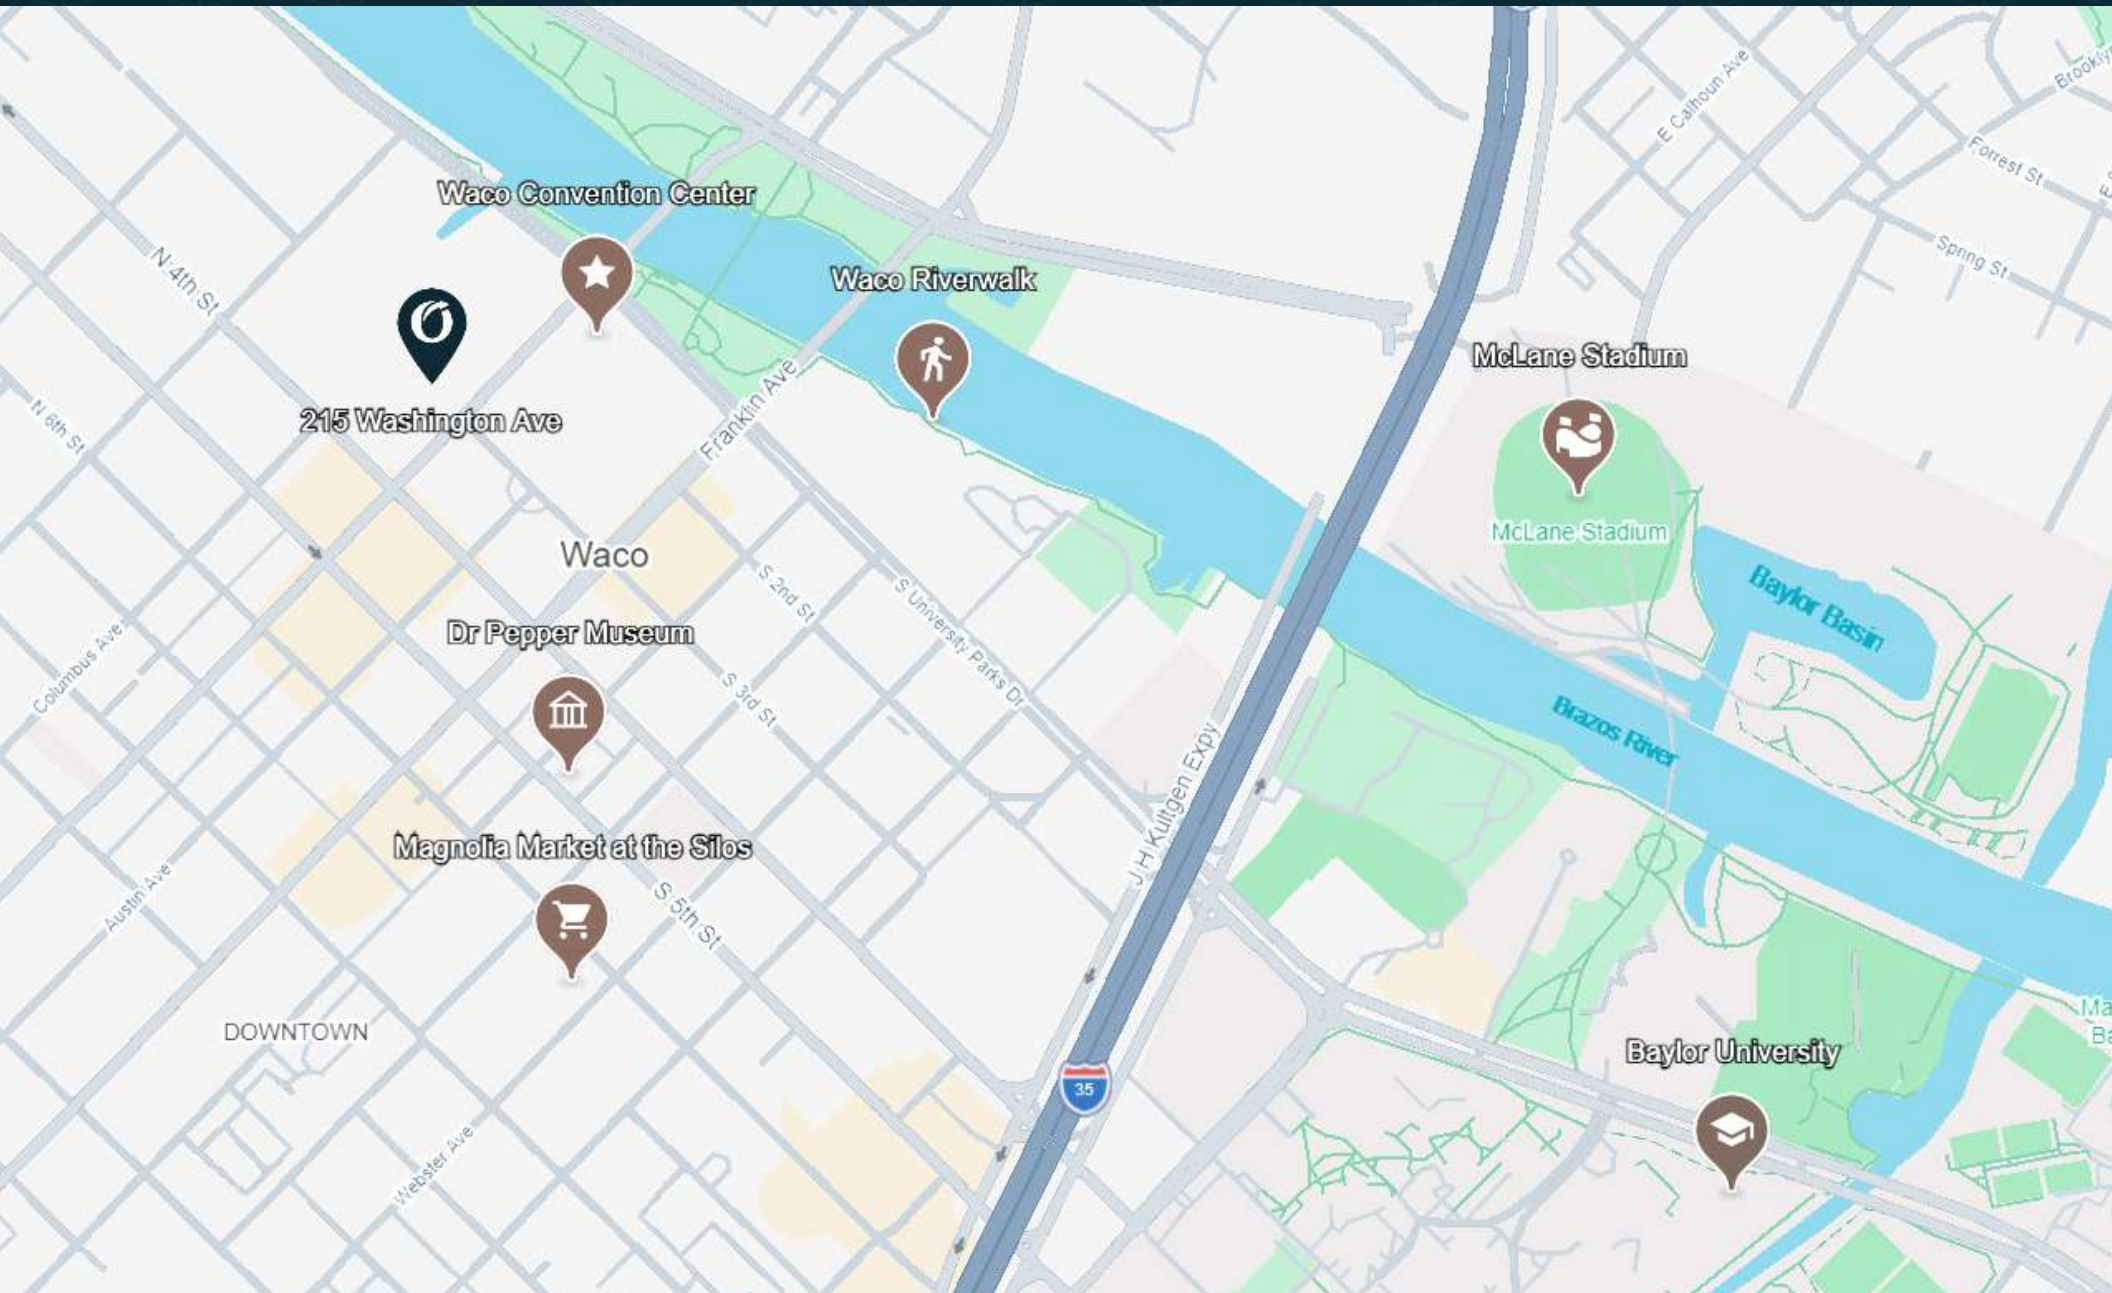 E Calhoun Ave
Forrest St
Spring St
Waco Convention Center
N 4th St
Waco Riverwalk
McLane Stadium
215 Washington Ave
N 6th St
Franklin Ave
McLane Stadium
Waco
Baylor Basin
S 2nd St
S University Parks Dr
Dr Pepper Museum
Columbus Ave
S 3rd St
Brazos River
J H Kultgen Expy
Magnolia Market at the Silos
Austin Ave
S 5th St
DOWNTOWN
Baylor University
35
Webster Ave